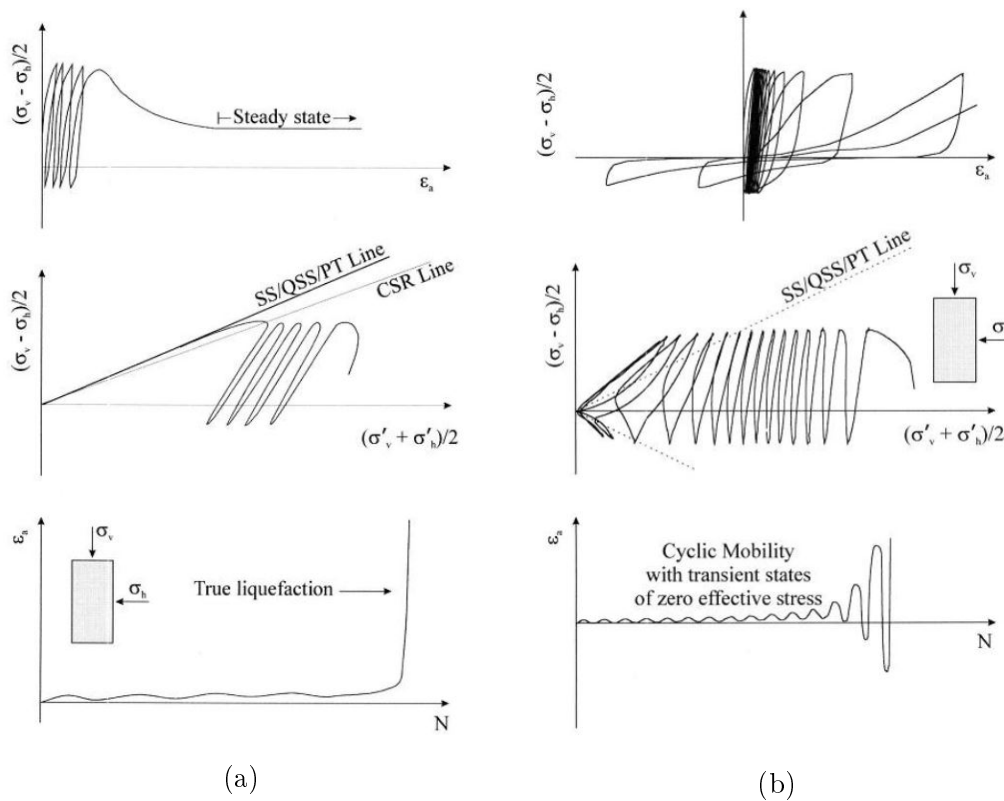 (σᵥ - σₕ)/2
Steady state
εₐ
(σᵥ - σₕ)/2
εₐ
(σᵥ - σₕ)/2
SS/QSS/PT Line
CSR Line
(σ'ᵥ + σ'ₕ)/2
(σᵥ - σₕ)/2
SS/QSS/PT Line
σᵥ
σ
(σ'ᵥ + σ'ₕ)/2
εₐ
σᵥ
σₕ
True liquefaction
N
εₐ
Cyclic Mobility
with transient states
of zero effective stress
N
(a)
(b)